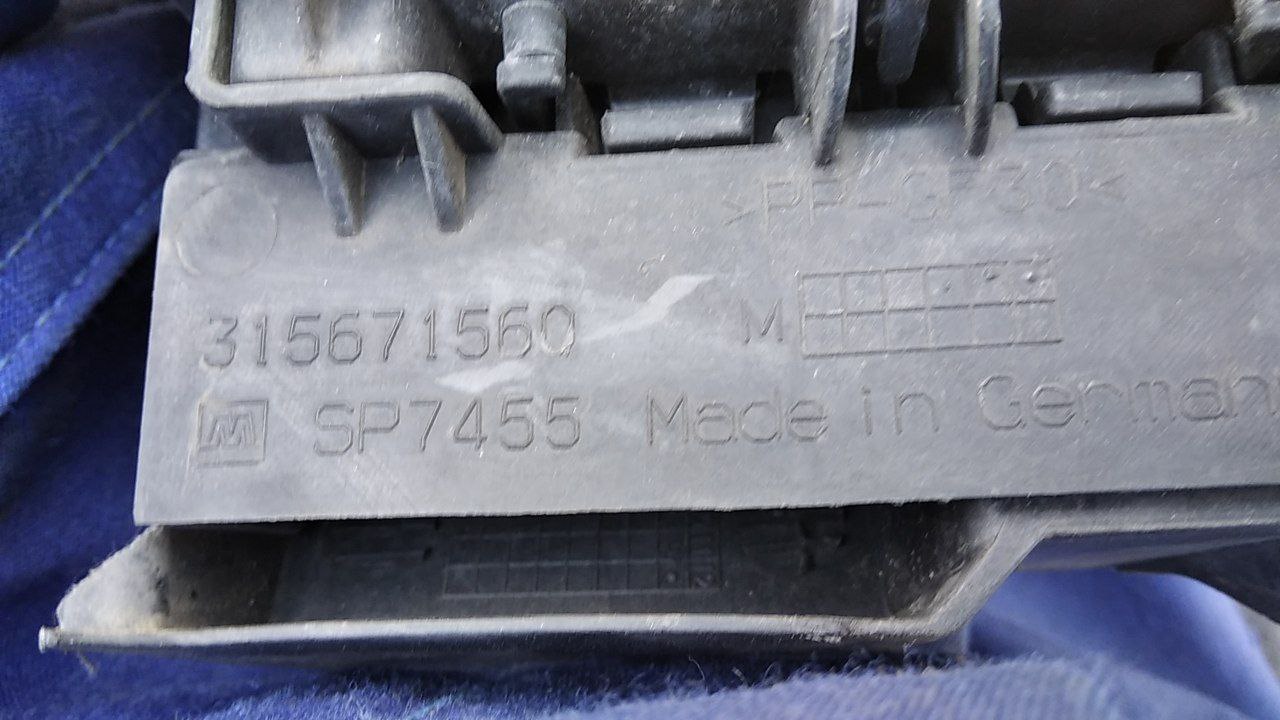 >PP-GF30<
315671560
M
M SP7455 Made in German